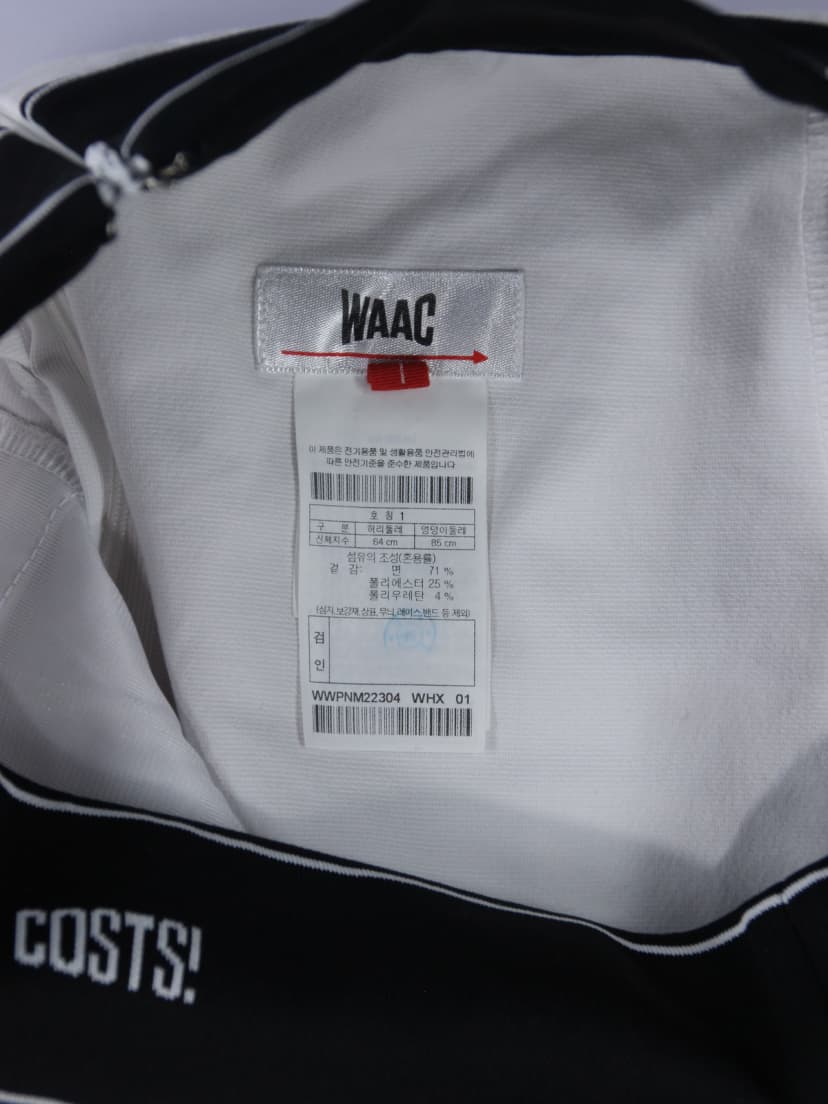 WAAC
1
이 제품은 전기용품 및 생활용품 안전관리법에
따른 안전기준을 준수한 제품입니다
호 칭 1
구 분 허리둘레 엉덩이둘레
신체치수 64 cm 85 cm
섬유의 조성(혼용률)
겉 감: 면 71 %
폴리에스터 25 %
폴리우레탄 4 %
(심지,보강재,상표,무늬,레이스,밴드 등 제외)
검
인
WWPNM22304 WHX 01
COSTS!